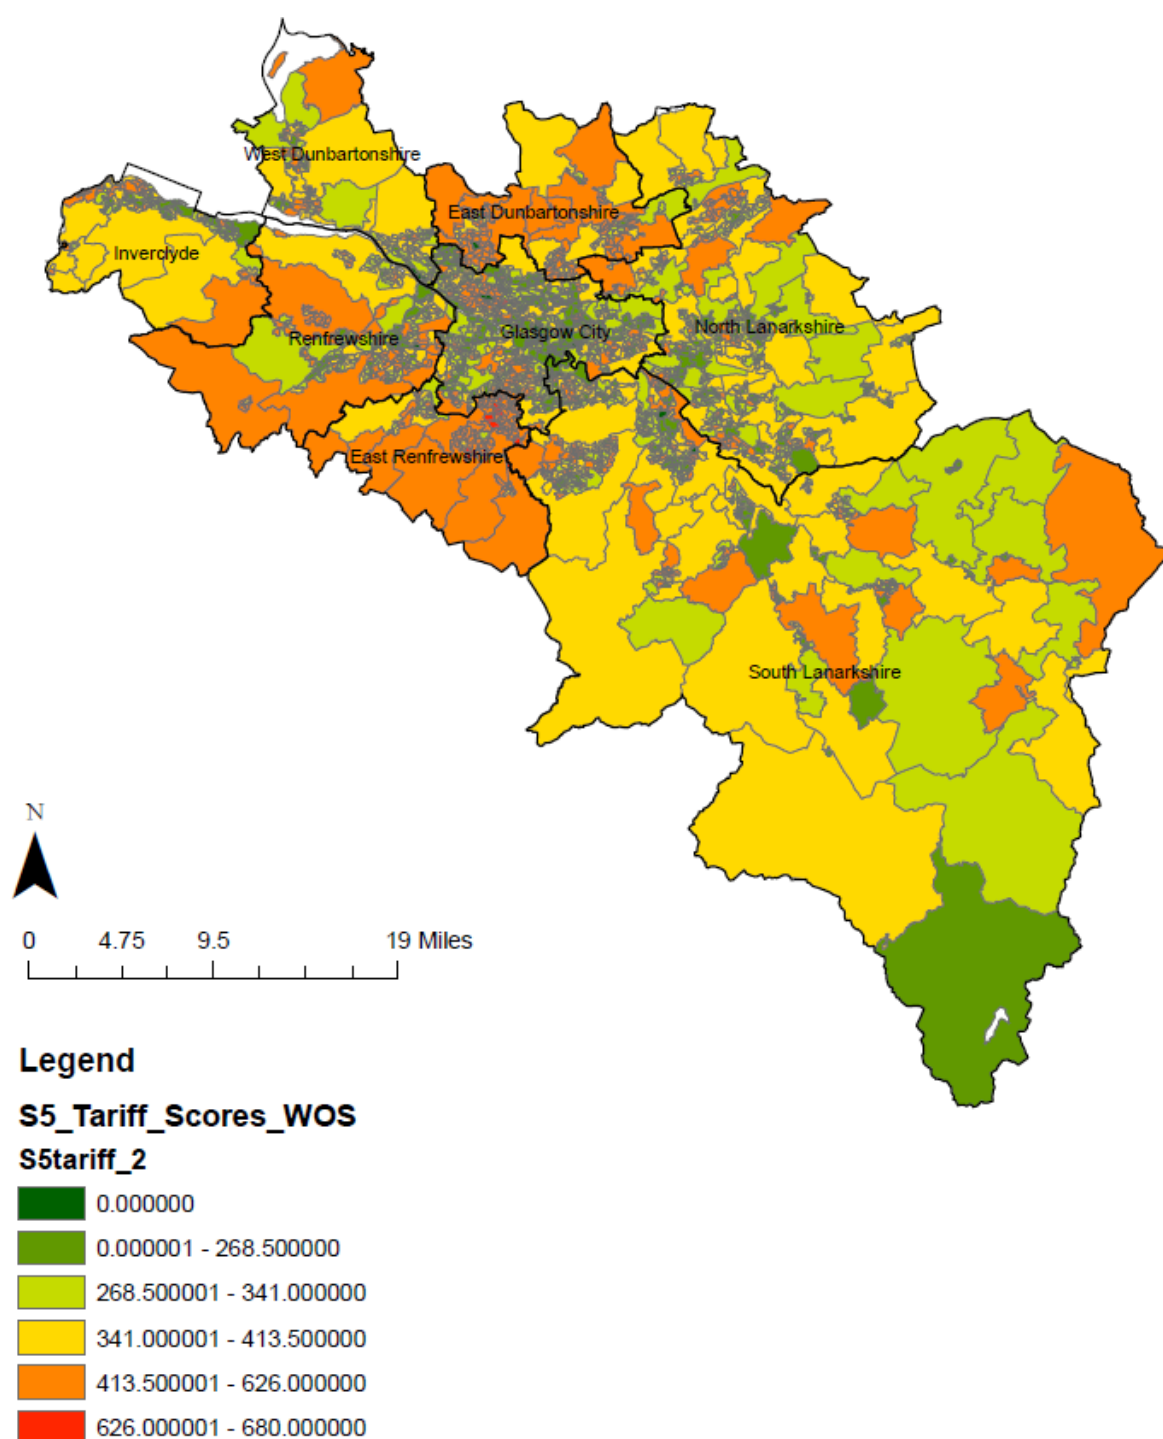 West Dunbartonshire
East Dunbartonshire
Inverclyde
Renfrewshire
Glasgow City
North Lanarkshire
East Renfrewshire
South Lanarkshire
N
0 4.75 9.5 19 Miles
Legend
S5_Tariff_Scores_WOS
S5tariff_2
0.000000
0.000001 - 268.500000
268.500001 - 341.000000
341.000001 - 413.500000
413.500001 - 626.000000
626.000001 - 680.000000